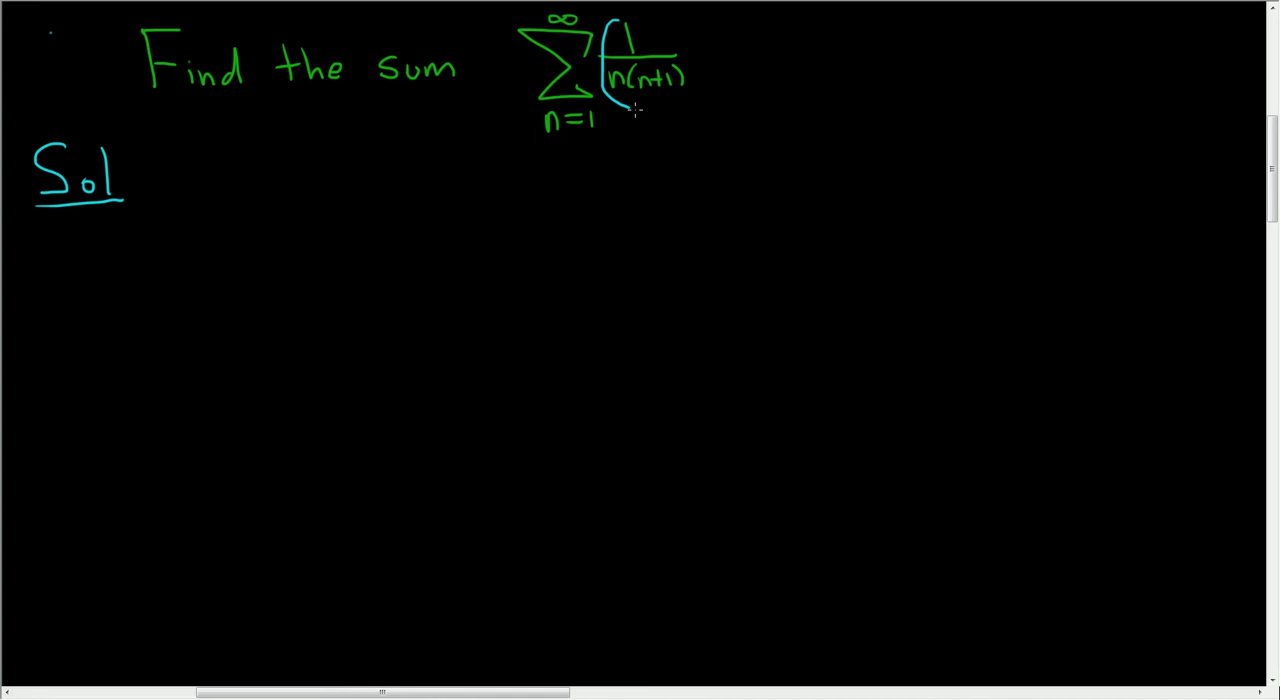 Find the sum ∞∑n=1 1/n(n+1)
Sol